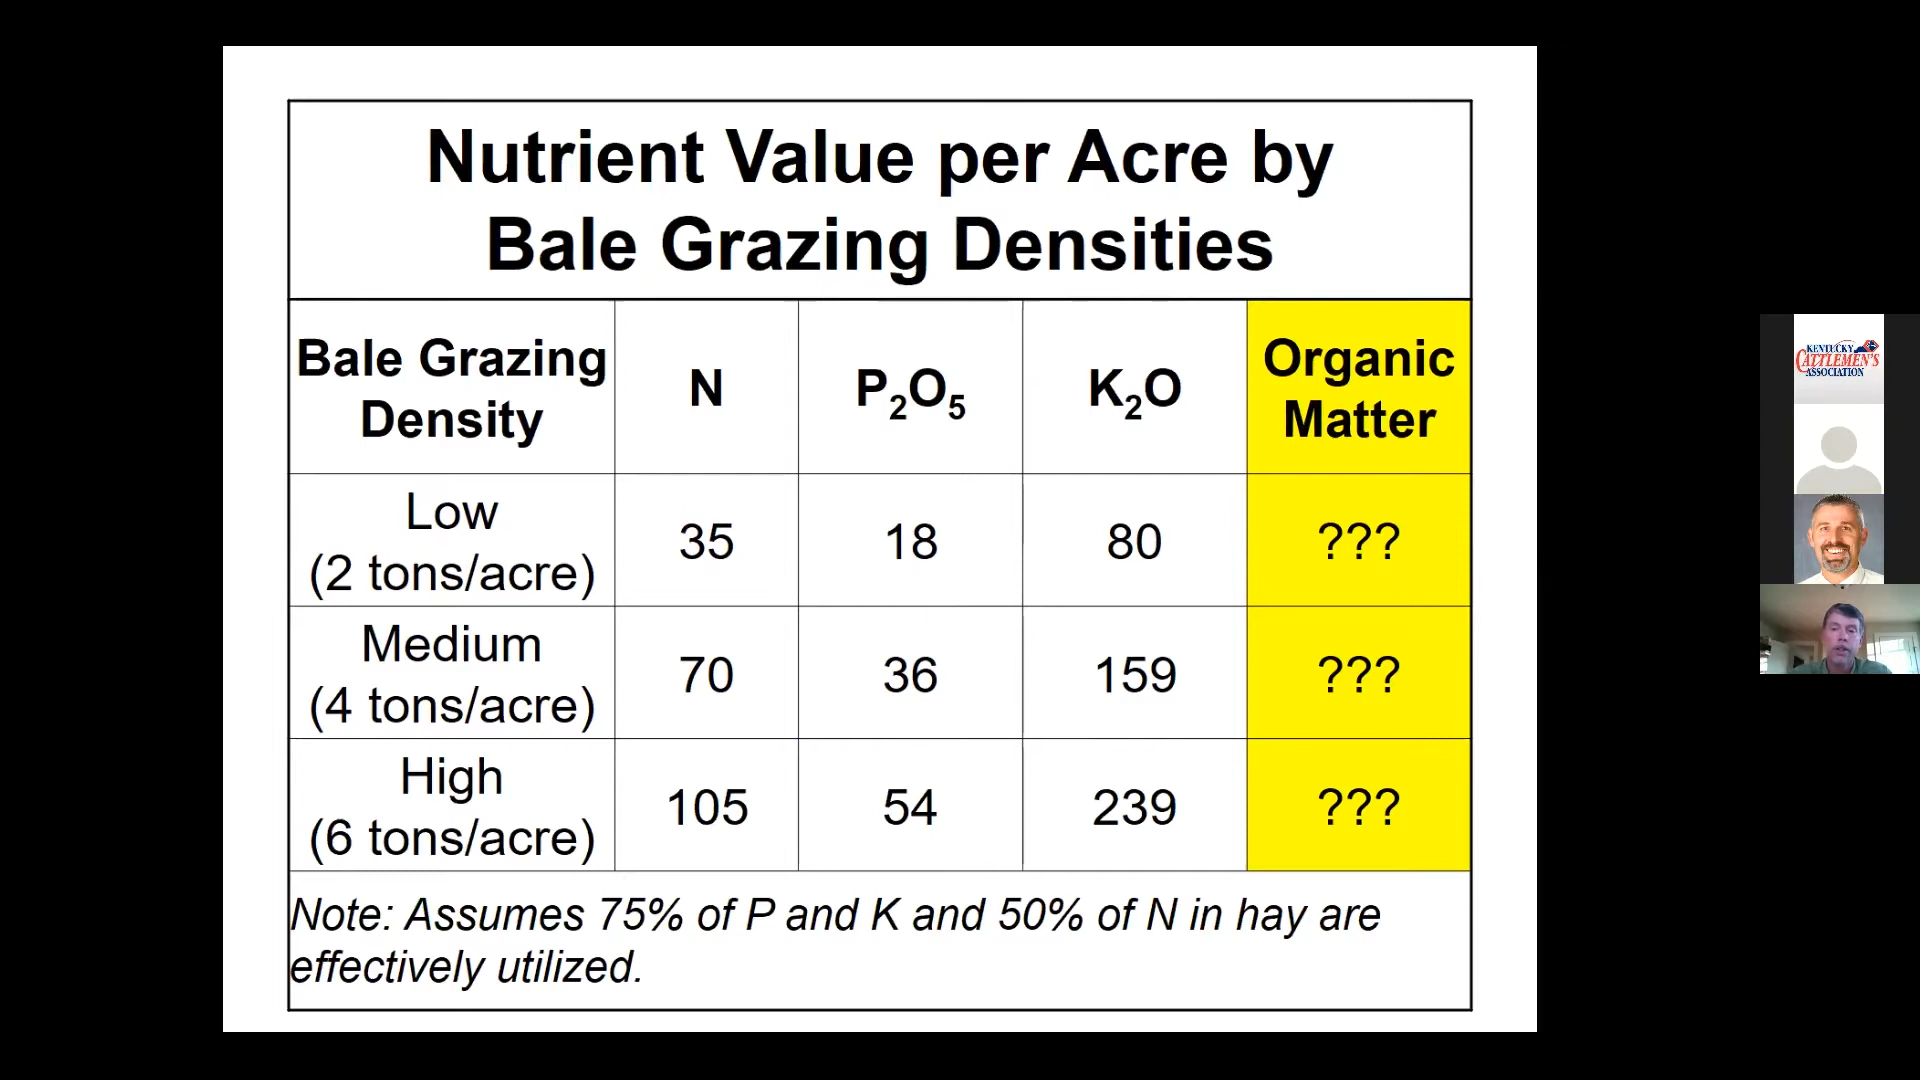 Nutrient Value per Acre by
Bale Grazing Densities
Bale Grazing
Density
N
P₂O₅
K₂O
Organic
Matter
Low
(2 tons/acre)
35
18
80
???
Medium
(4 tons/acre)
70
36
159
???
High
(6 tons/acre)
105
54
239
???
Note: Assumes 75% of P and K and 50% of N in hay are
effectively utilized.
KENTUCKY
CATTLEMEN'S
ASSOCIATION